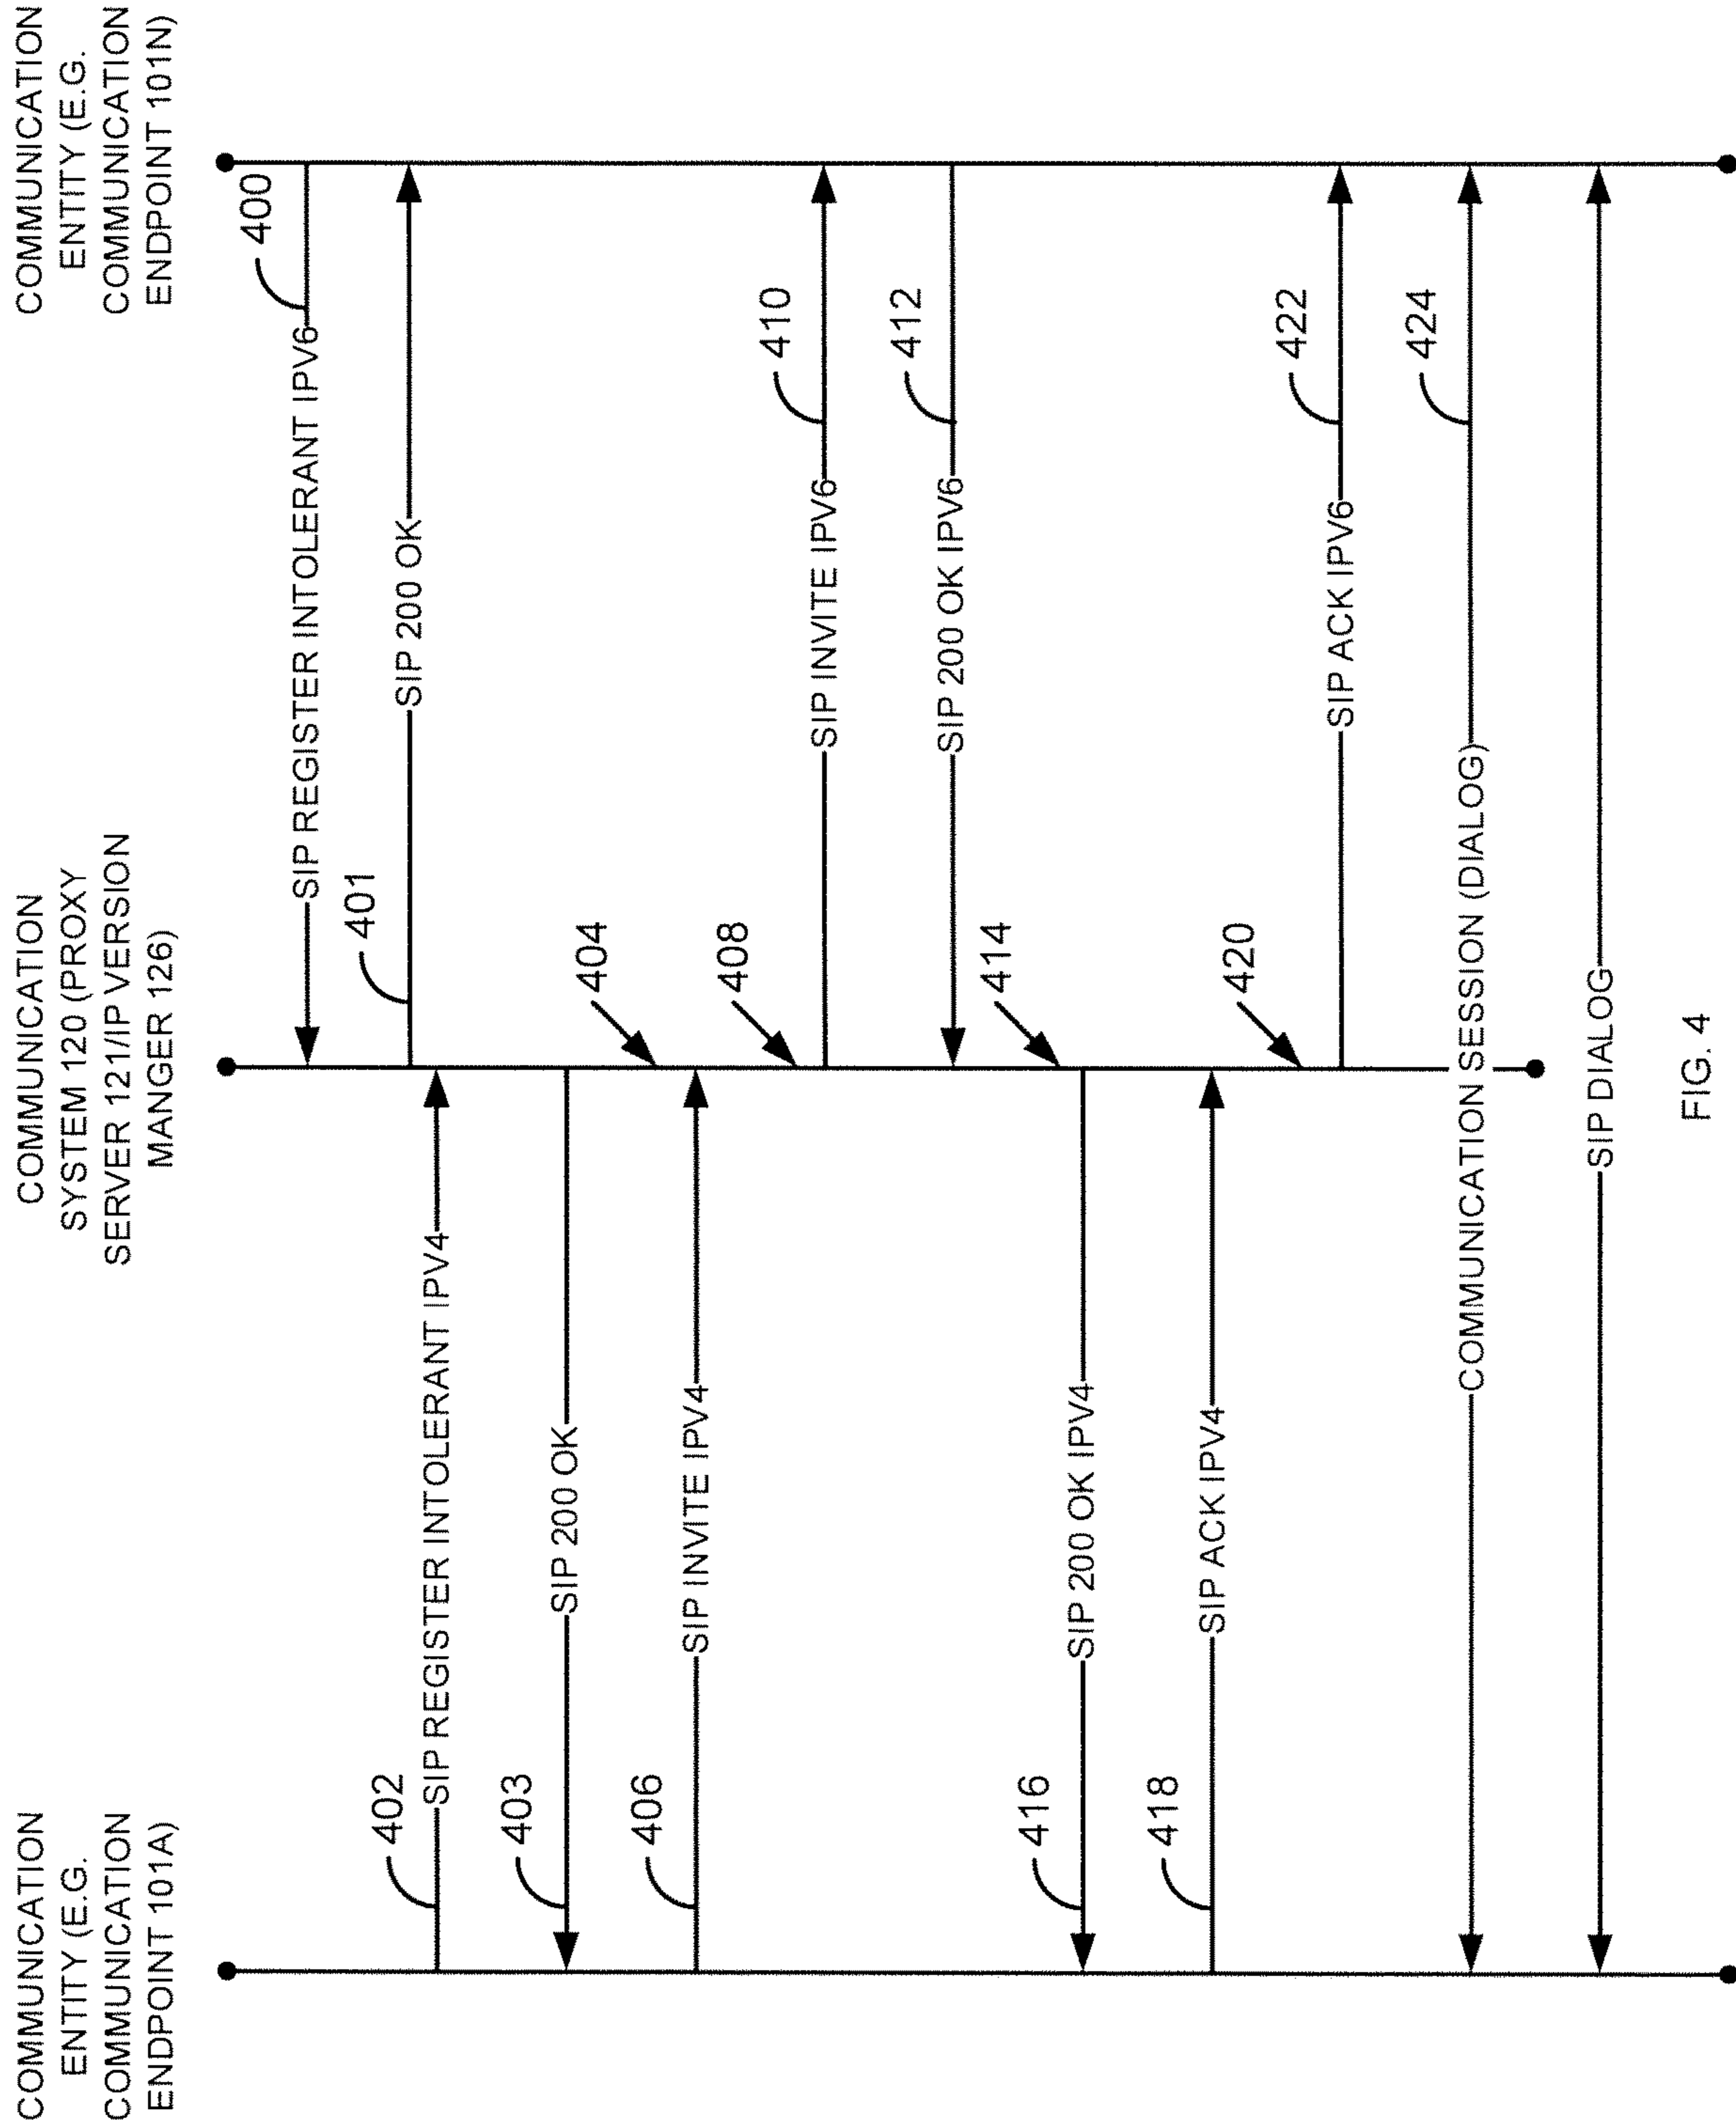 COMMUNICATION
ENTITY (E.G.
COMMUNICATION
ENDPOINT 101A)
COMMUNICATION
SYSTEM 120 (PROXY
SERVER 121/IP VERSION
MANGER 126)
COMMUNICATION
ENTITY (E.G.
COMMUNICATION
ENDPOINT 101N)
400
SIP REGISTER INTOLERANT IPV6
401
SIP 200 OK
402
SIP REGISTER INTOLERANT IPV4
403
SIP 200 OK
404
406
SIP INVITE IPV4
408
410
SIP INVITE IPV6
412
SIP 200 OK IPV6
414
416
SIP 200 OK IPV4
418
SIP ACK IPV4
420
422
SIP ACK IPV6
424
COMMUNICATION SESSION (DIALOG)
SIP DIALOG
FIG. 4